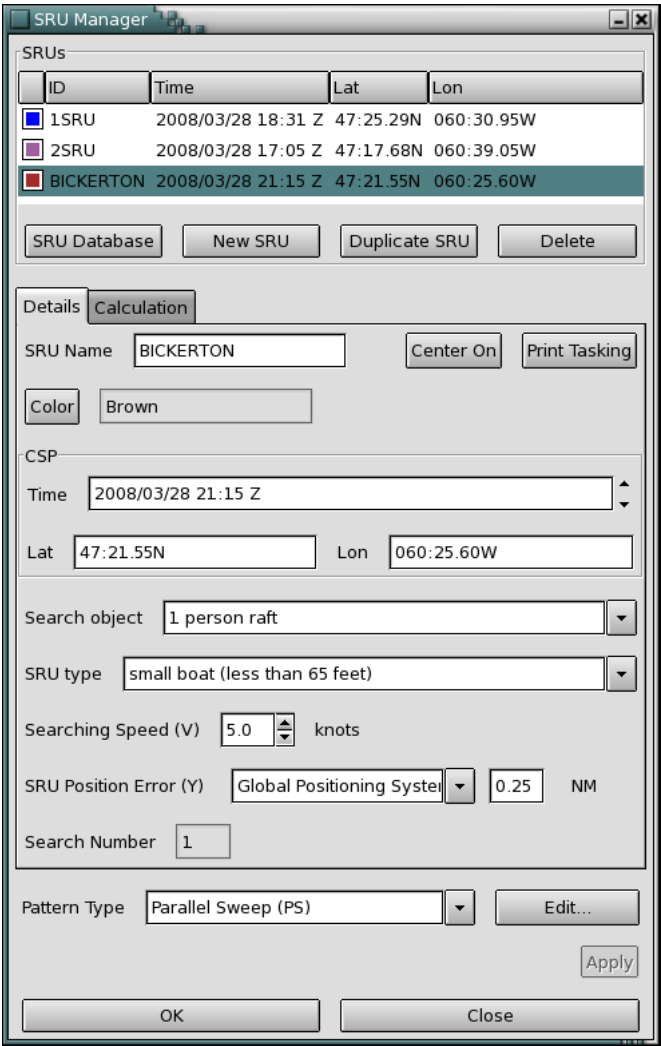 SRU Manager
SRUs
ID Time Lat Lon
1SRU 2008/03/28 18:31 Z 47:25.29N 060:30.95W
2SRU 2008/03/28 17:05 Z 47:17.68N 060:39.05W
BICKERTON 2008/03/28 21:15 Z 47:21.55N 060:25.60W
SRU Database New SRU Duplicate SRU Delete
Details Calculation
SRU Name BICKERTON Center On Print Tasking
Color Brown
CSP
Time 2008/03/28 21:15 Z
Lat 47:21.55N Lon 060:25.60W
Search object 1 person raft
SRU type small boat (less than 65 feet)
Searching Speed (V) 5.0 knots
SRU Position Error (Y) Global Positioning System 0.25 NM
Search Number 1
Pattern Type Parallel Sweep (PS) Edit...
Apply
OK Close